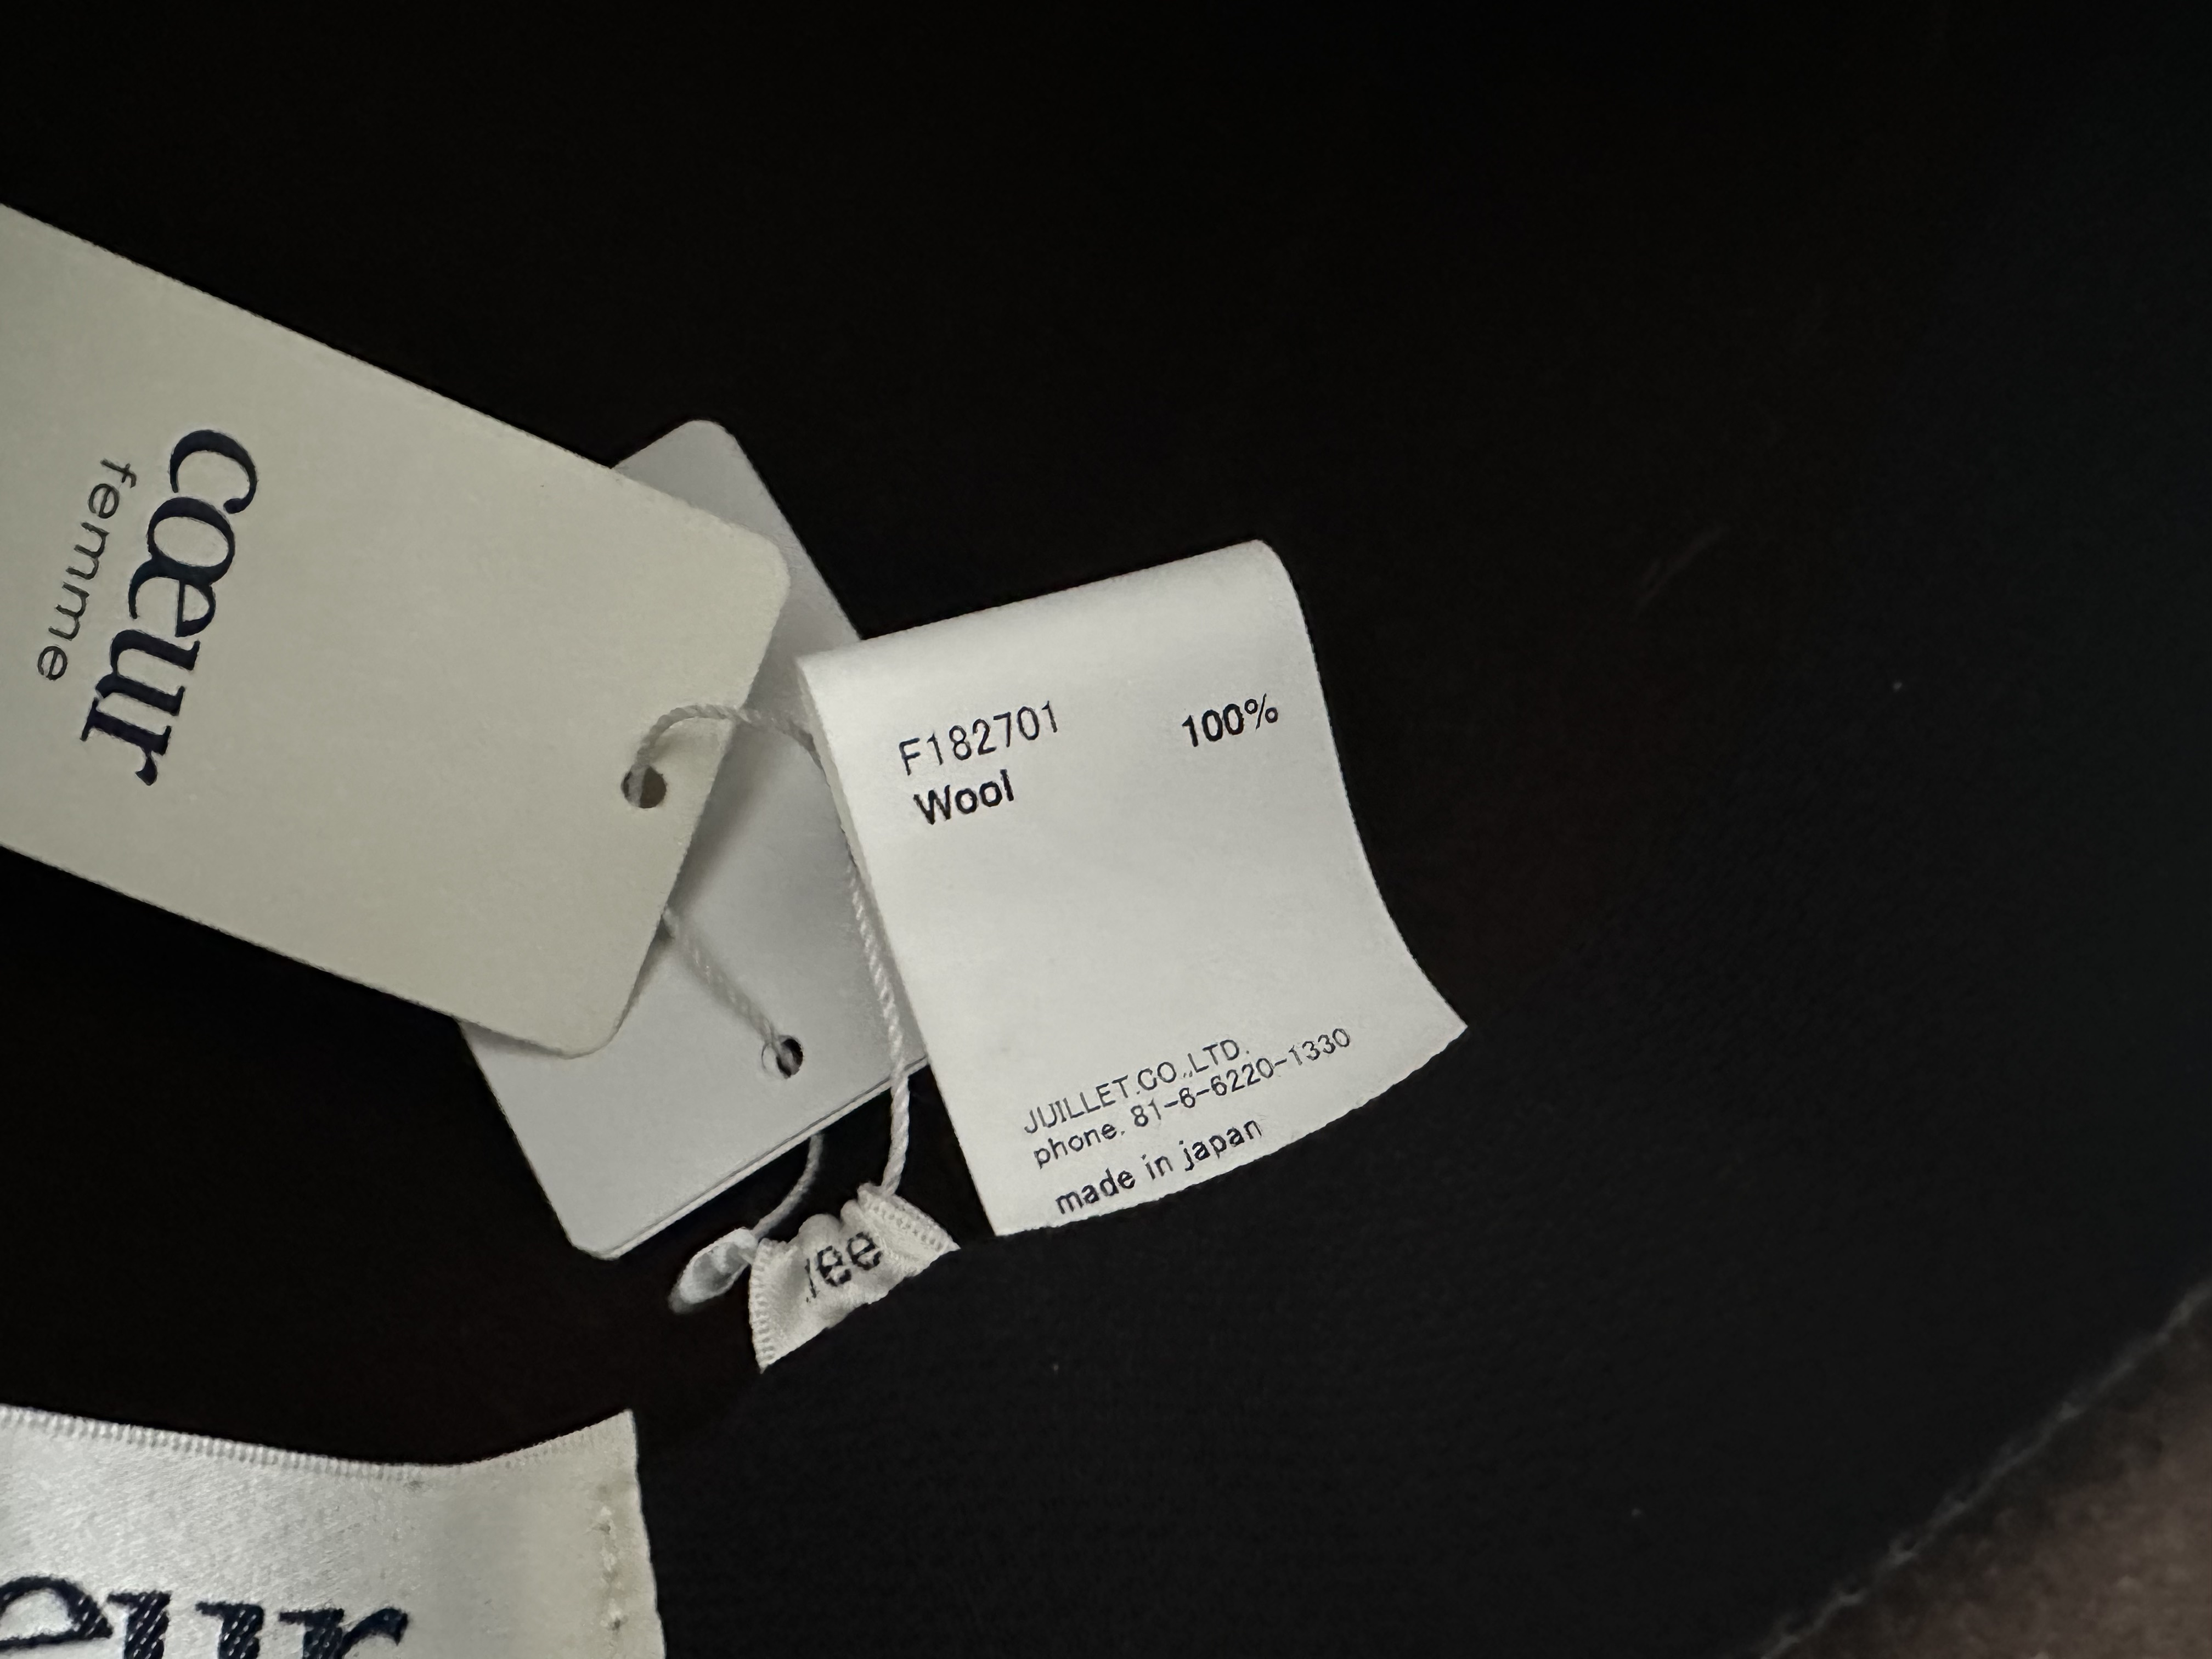 cœur
femme
F182701 100%
Wool
JUILLET.CO.,LTD.
phone. 81-6-6220-1330
made in japan